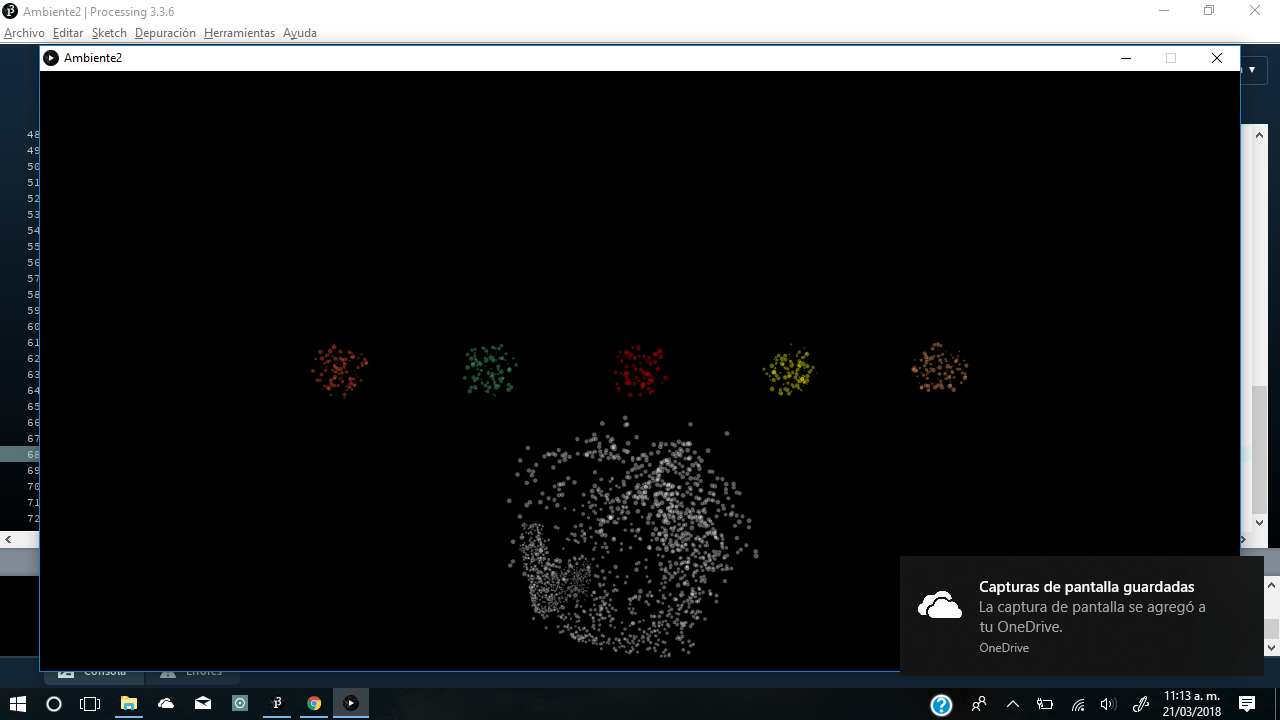 Ambiente2 | Processing 3.3.6
Archivo Editar Sketch Depuración Herramientas Ayuda
Ambiente2
48
49
50
51
52
53
54
55
56
57
58
59
60
61
62
63
64
65
66
67
68
69
70
71
72
Capturas de pantalla guardadas
La captura de pantalla se agregó a
tu OneDrive.
OneDrive
Consola Errores
11:13 a. m.
21/03/2018